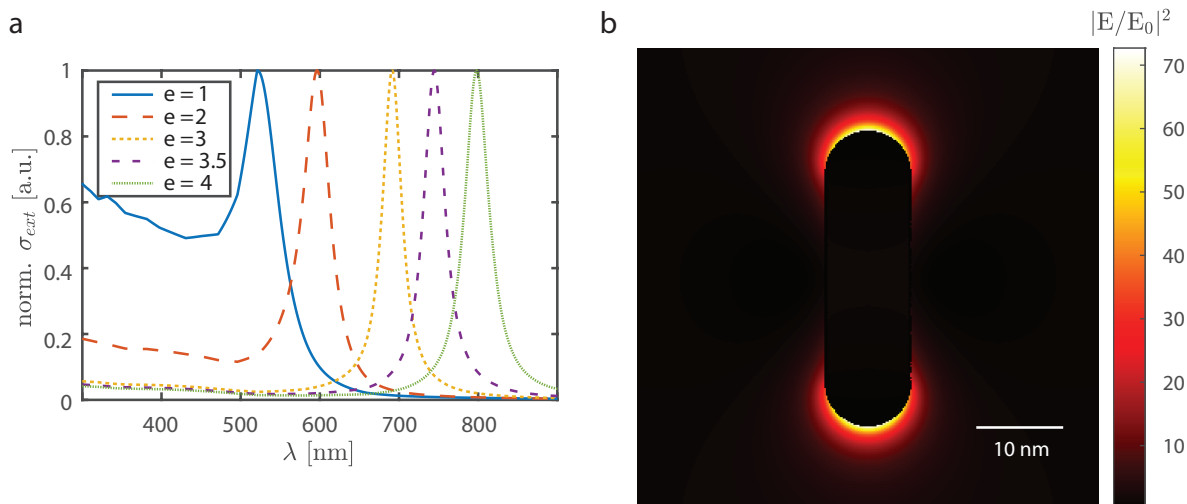 a
norm. σ_ext [a.u.]
1
0.8
0.6
0.4
0.2
0
e = 1
e = 2
e =3
e = 3.5
e = 4
400 500 600 700 800
λ [nm]
b
|E/E₀|²
70
60
50
40
30
20
10
10 nm